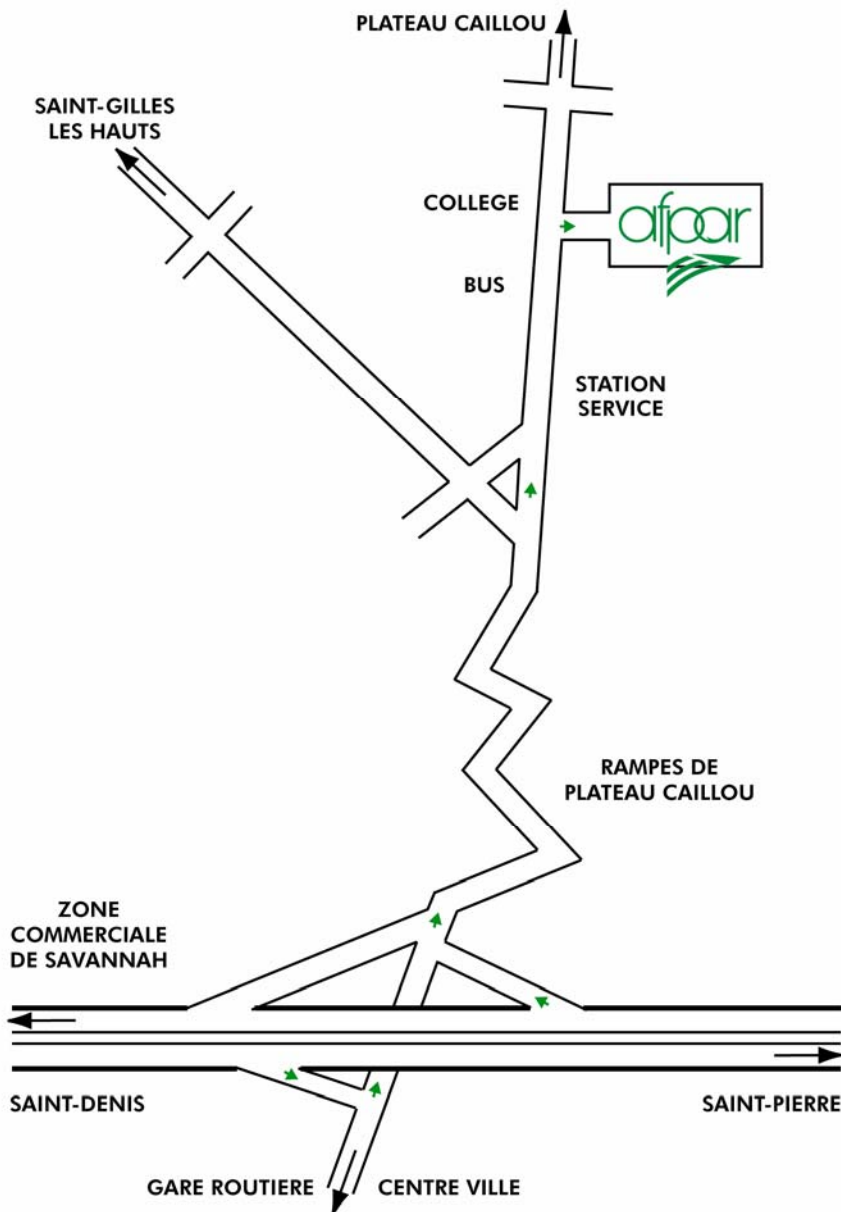 PLATEAU CAILLOU
SAINT-GILLES
LES HAUTS
COLLEGE
afpar
BUS
STATION
SERVICE
RAMPES DE
PLATEAU CAILLOU
ZONE
COMMERCIALE
DE SAVANNAH
SAINT-DENIS
SAINT-PIERRE
GARE ROUTIERE
CENTRE VILLE